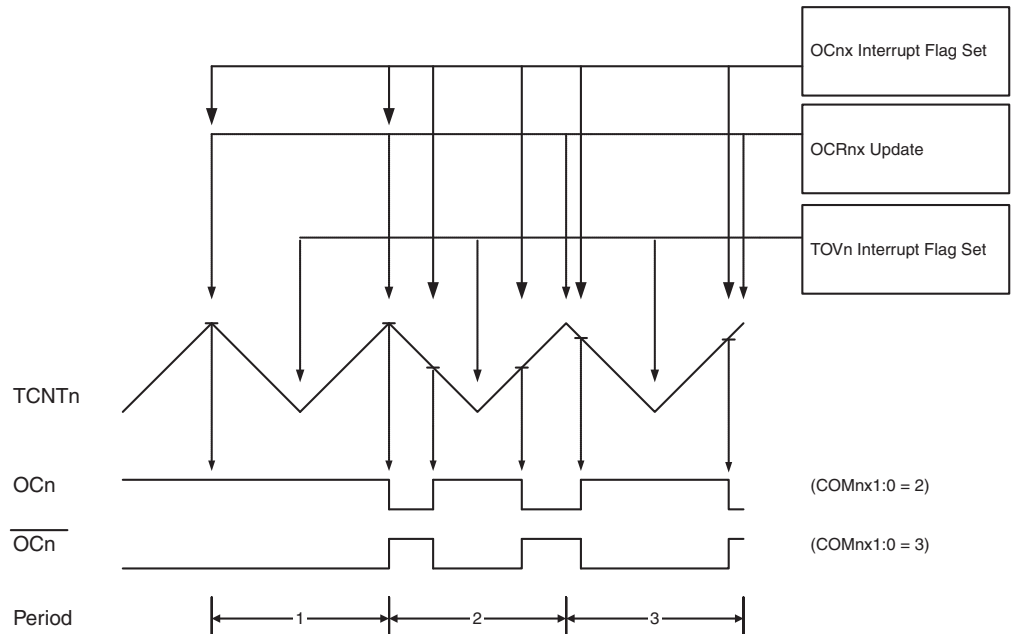 OCnx Interrupt Flag Set
OCRnx Update
TOVn Interrupt Flag Set
TCNTn
OCn (COMnx1:0 = 2)
OCn (COMnx1:0 = 3)
Period 1 2 3